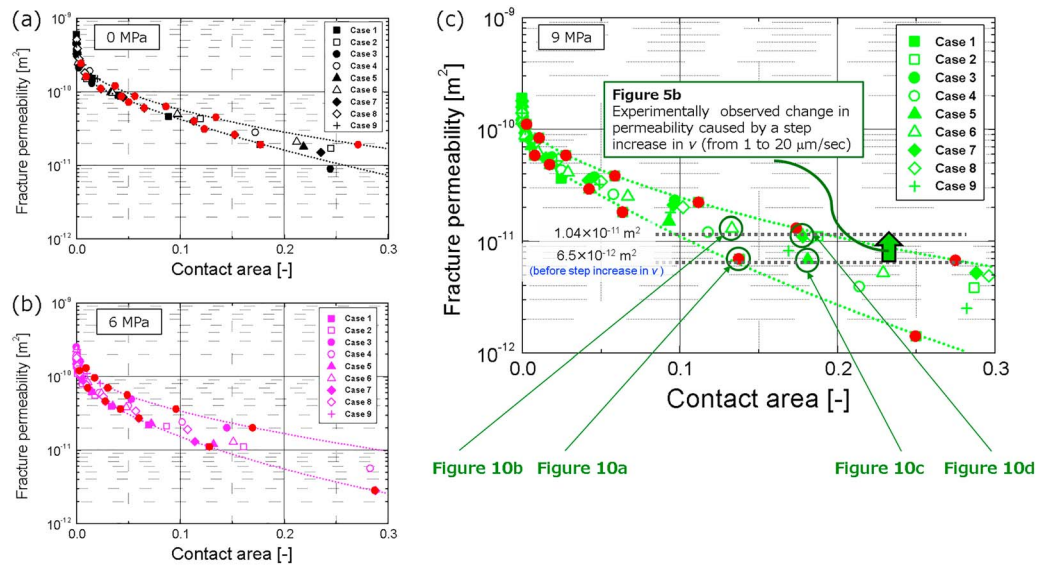 (a)
0 MPa
Fracture permeability [m²]
10⁻⁹
10⁻¹⁰
10⁻¹¹
10⁻¹²
0.0
0.1
0.2
0.3
Contact area [-]
Case 1
Case 2
Case 3
Case 4
Case 5
Case 6
Case 7
Case 8
Case 9
(b)
6 MPa
Fracture permeability [m²]
10⁻⁹
10⁻¹⁰
10⁻¹¹
10⁻¹²
0.0
0.1
0.2
0.3
Contact area [-]
Case 1
Case 2
Case 3
Case 4
Case 5
Case 6
Case 7
Case 8
Case 9
(c)
9 MPa
Fracture permeability [m²]
10⁻⁹
10⁻¹⁰
10⁻¹¹
10⁻¹²
0.0
0.1
0.2
0.3
Contact area [-]
Case 1
Case 2
Case 3
Case 4
Case 5
Case 6
Case 7
Case 8
Case 9
Figure 5b
Experimentally observed change in
permeability caused by a step
increase in v (from 1 to 20 μm/sec)
1.04×10⁻¹¹ m²
6.5×10⁻¹² m²
(before step increase in v )
Figure 10b
Figure 10a
Figure 10c
Figure 10d